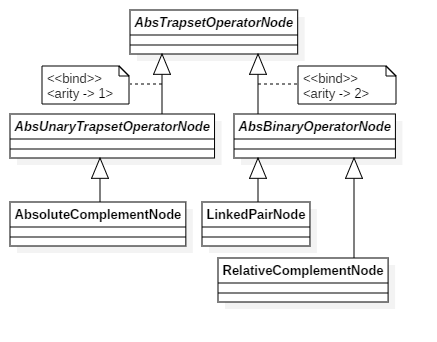 AbsTrapsetOperatorNode
<<bind>>
<arity -> 1>
<<bind>>
<arity -> 2>
AbsUnaryTrapsetOperatorNode
AbsBinaryOperatorNode
AbsoluteComplementNode
LinkedPairNode
RelativeComplementNode